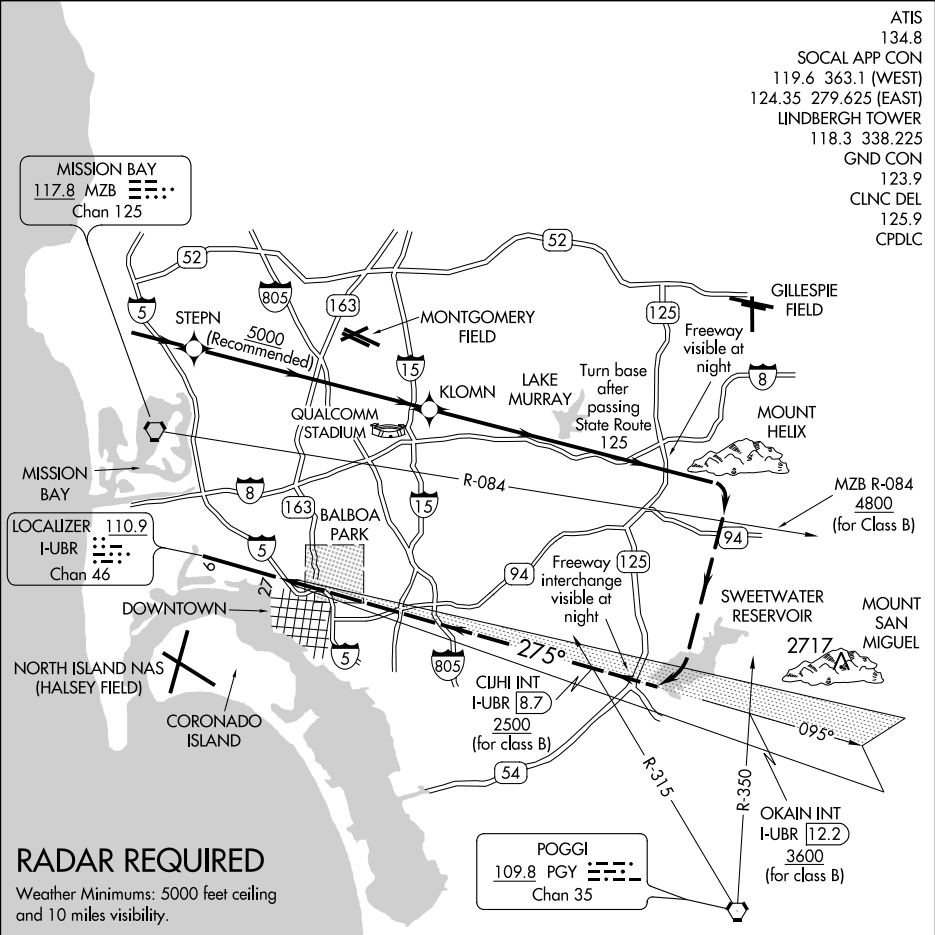 ATIS
134.8
SOCAL APP CON
119.6 363.1 (WEST)
124.35 279.625 (EAST)
LINDBERGH TOWER
118.3 338.225
GND CON
123.9
CLNC DEL
125.9
CPDLC
MISSION BAY
117.8 MZB
Chan 125
52
52
5
805
163
125
GILLESPIE
FIELD
STEPN
5000
(Recommended)
MONTGOMERY
FIELD
Freeway
visible at
night
15
8
KLOMN
LAKE
MURRAY
Turn base
after
passing
State Route
125
QUALCOMM
STADIUM
MOUNT
HELIX
MISSION
BAY
R-084
MZB R-084
4800
(for Class B)
8
163
15
94
LOCALIZER 110.9
I-UBR
Chan 46
BALBOA
PARK
5
9
27
94
125
Freeway
interchange
visible at
night
DOWNTOWN
SWEETWATER
RESERVOIR
MOUNT
SAN
MIGUEL
2717
5
805
275°
NORTH ISLAND NAS
(HALSEY FIELD)
CORONADO
ISLAND
CIJHI INT
I-UBR 8.7
2500
(for class B)
095°
54
R-315
R-350
OKAIN INT
I-UBR 12.2
3600
(for class B)
POGGI
109.8 PGY
Chan 35
RADAR REQUIRED
Weather Minimums: 5000 feet ceiling
and 10 miles visibility.